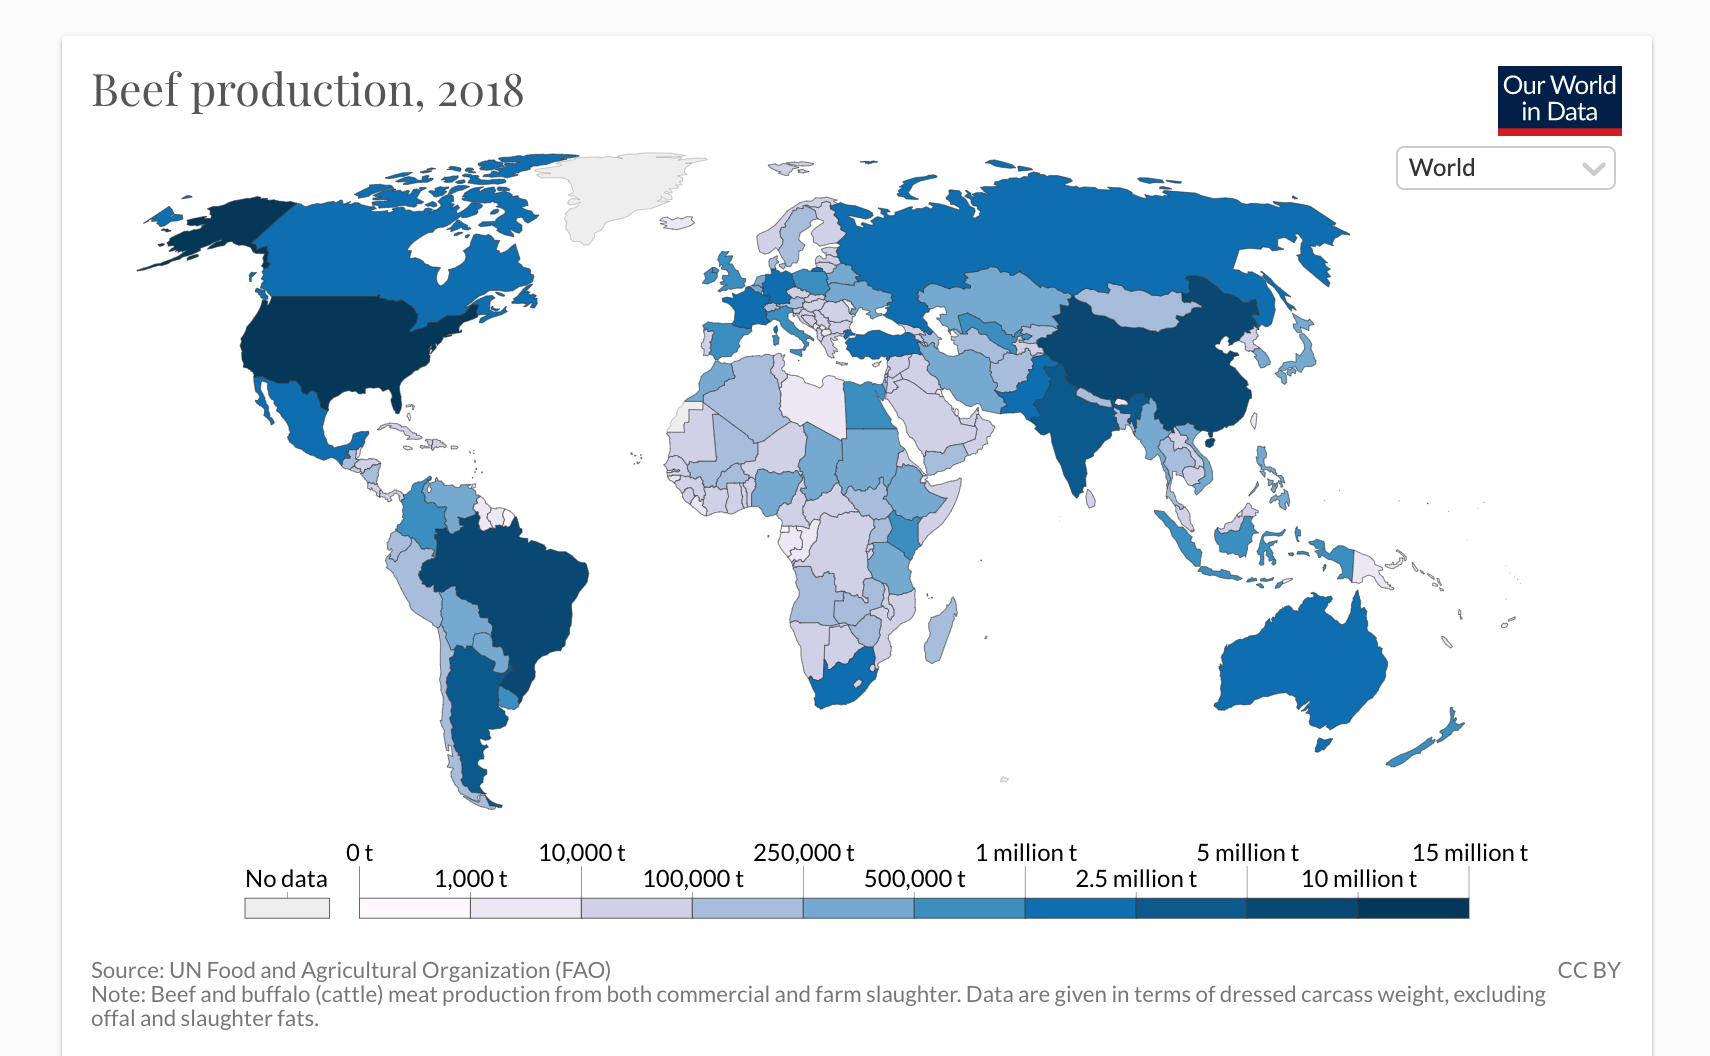 Beef production, 2018
Our World
in Data
World
0 t
10,000 t
250,000 t
1 million t
5 million t
15 million t
No data
1,000 t
100,000 t
500,000 t
2.5 million t
10 million t
Source: UN Food and Agricultural Organization (FAO)
CC BY
Note: Beef and buffalo (cattle) meat production from both commercial and farm slaughter. Data are given in terms of dressed carcass weight, excluding
offal and slaughter fats.